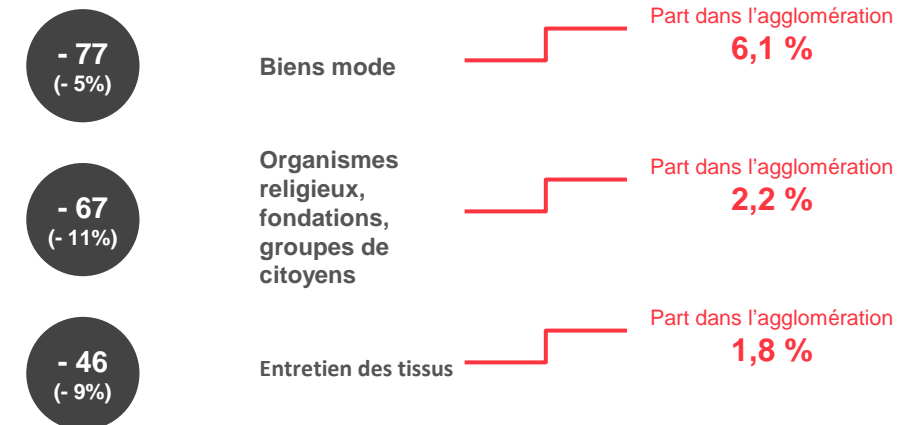 - 77
(- 5%)
Biens mode
Part dans l'agglomération
6,1 %
- 67
(- 11%)
Organismes
religieux,
fondations,
groupes de
citoyens
Part dans l'agglomération
2,2 %
- 46
(- 9%)
Entretien des tissus
Part dans l'agglomération
1,8 %